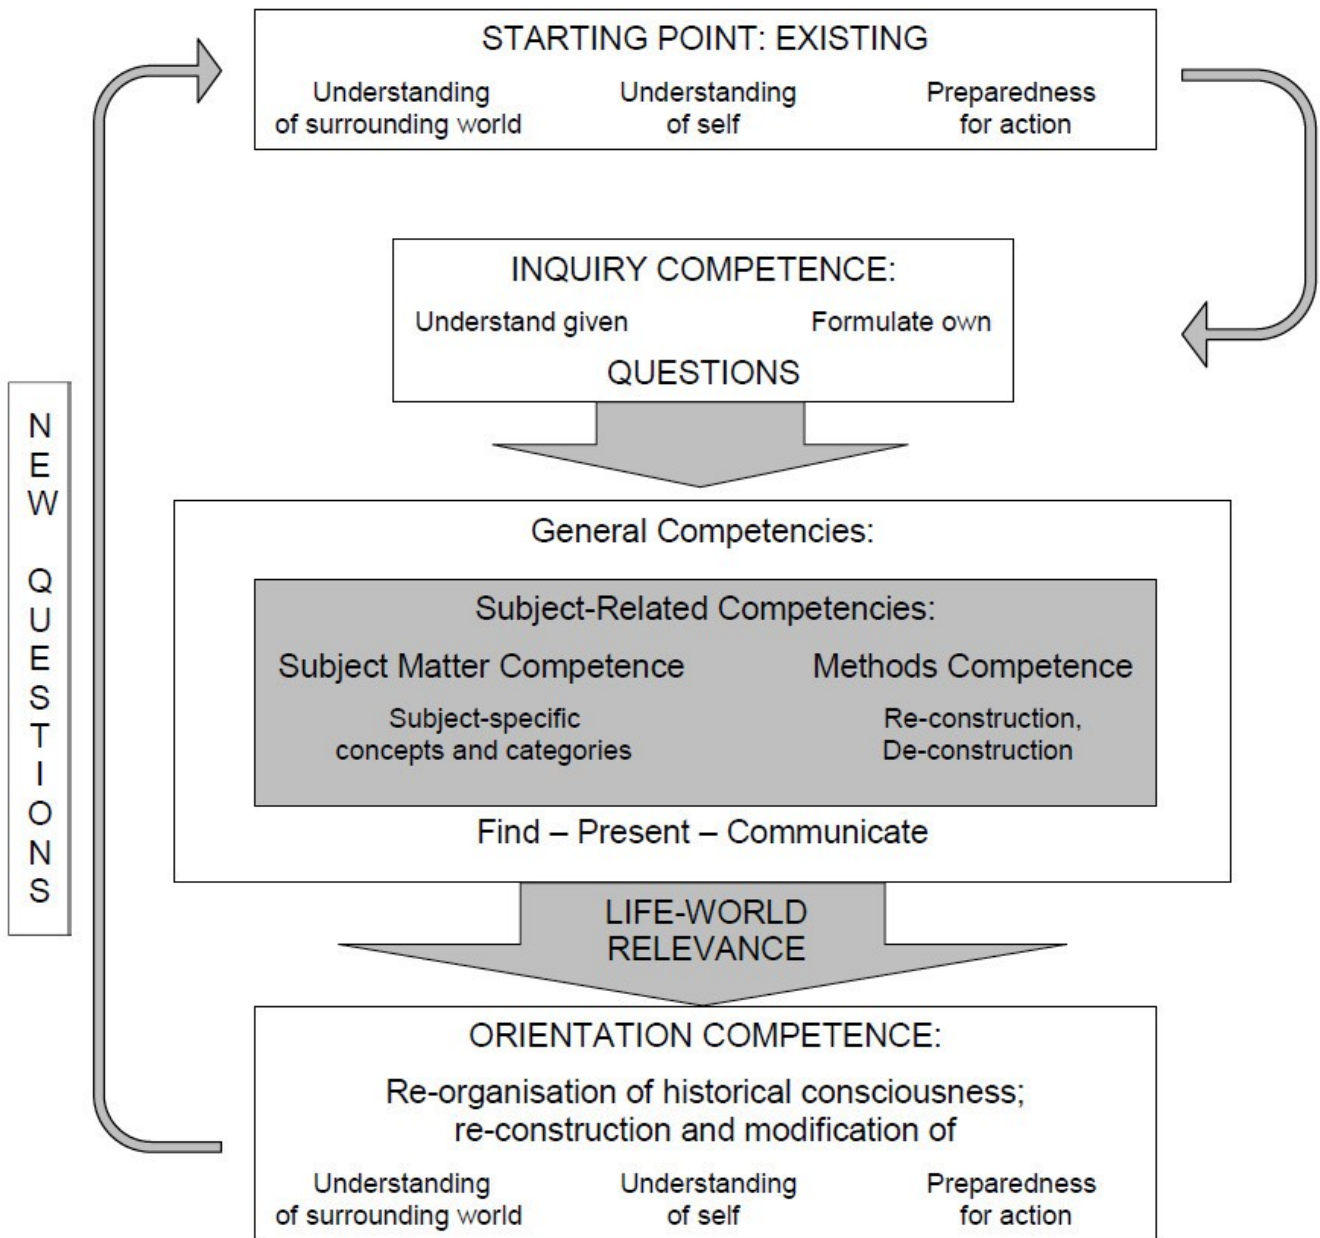 STARTING POINT: EXISTING
Understanding Understanding Preparedness
of surrounding world of self for action
INQUIRY COMPETENCE:
Understand given Formulate own
QUESTIONS
NEW QUESTIONS
General Competencies:
Subject-Related Competencies:
Subject Matter Competence Methods Competence
Subject-specific Re-construction,
concepts and categories De-construction
Find – Present – Communicate
LIFE-WORLD
RELEVANCE
ORIENTATION COMPETENCE:
Re-organisation of historical consciousness;
re-construction and modification of
Understanding Understanding Preparedness
of surrounding world of self for action